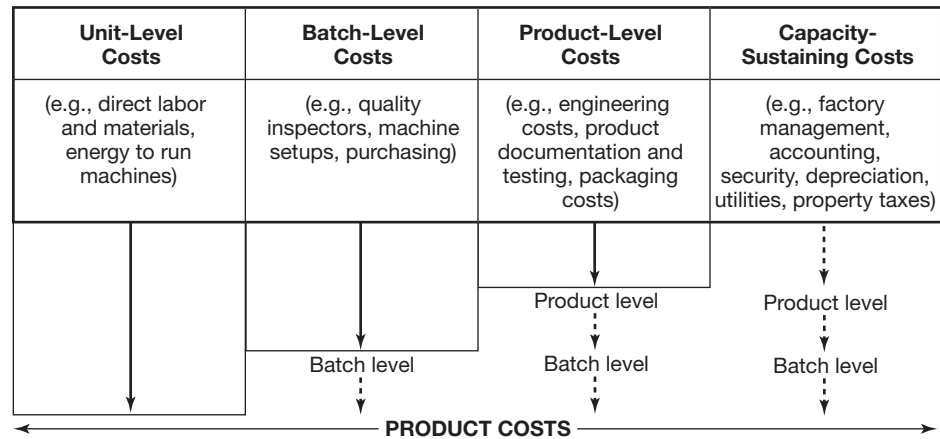 Unit-Level
Costs
Batch-Level
Costs
Product-Level
Costs
Capacity-
Sustaining Costs
(e.g., direct labor
and materials,
energy to run
machines)
(e.g., quality
inspectors, machine
setups, purchasing)
(e.g., engineering
costs, product
documentation and
testing, packaging
costs)
(e.g., factory
management,
accounting,
security, depreciation,
utilities, property taxes)
Product level
Product level
Batch level
Batch level
Batch level
PRODUCT COSTS